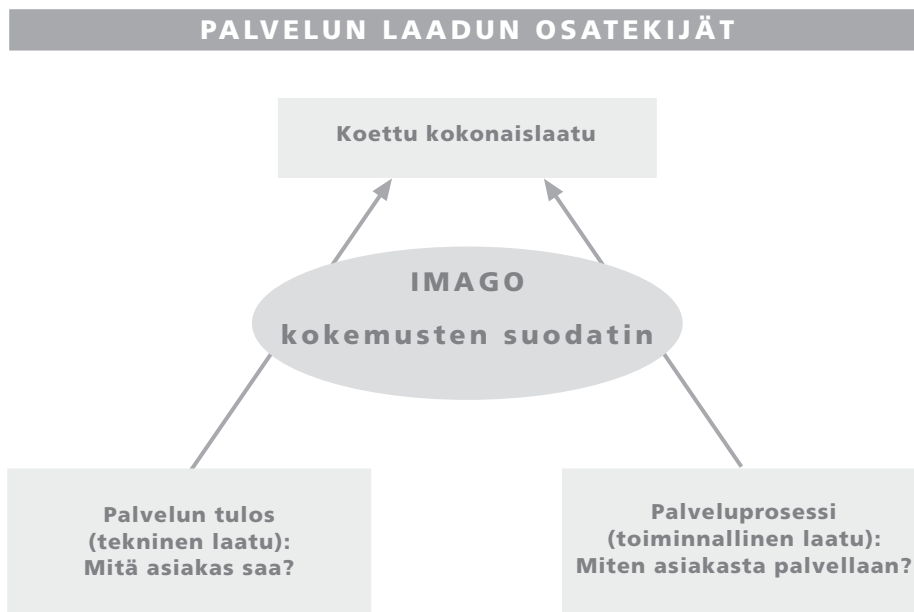 PALVELUN LAADUN OSATEKIJÄT
Koettu kokonaislaatu
IMAGO
kokemusten suodatin
Palvelun tulos
(tekninen laatu):
Mitä asiakas saa?
Palveluprosessi
(toiminnallinen laatu):
Miten asiakasta palvellaan?